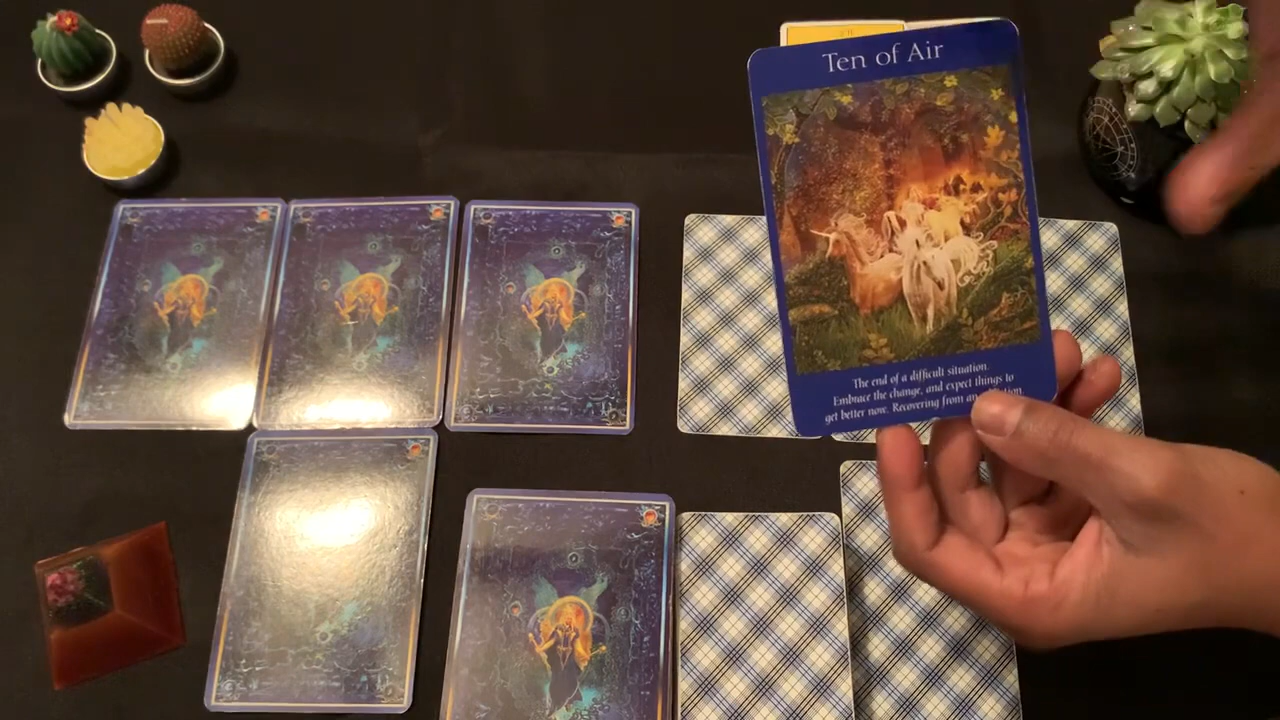 Ten of Air
The end of a difficult situation.
Embrace the change, and expect things to
get better now. Recovering from an